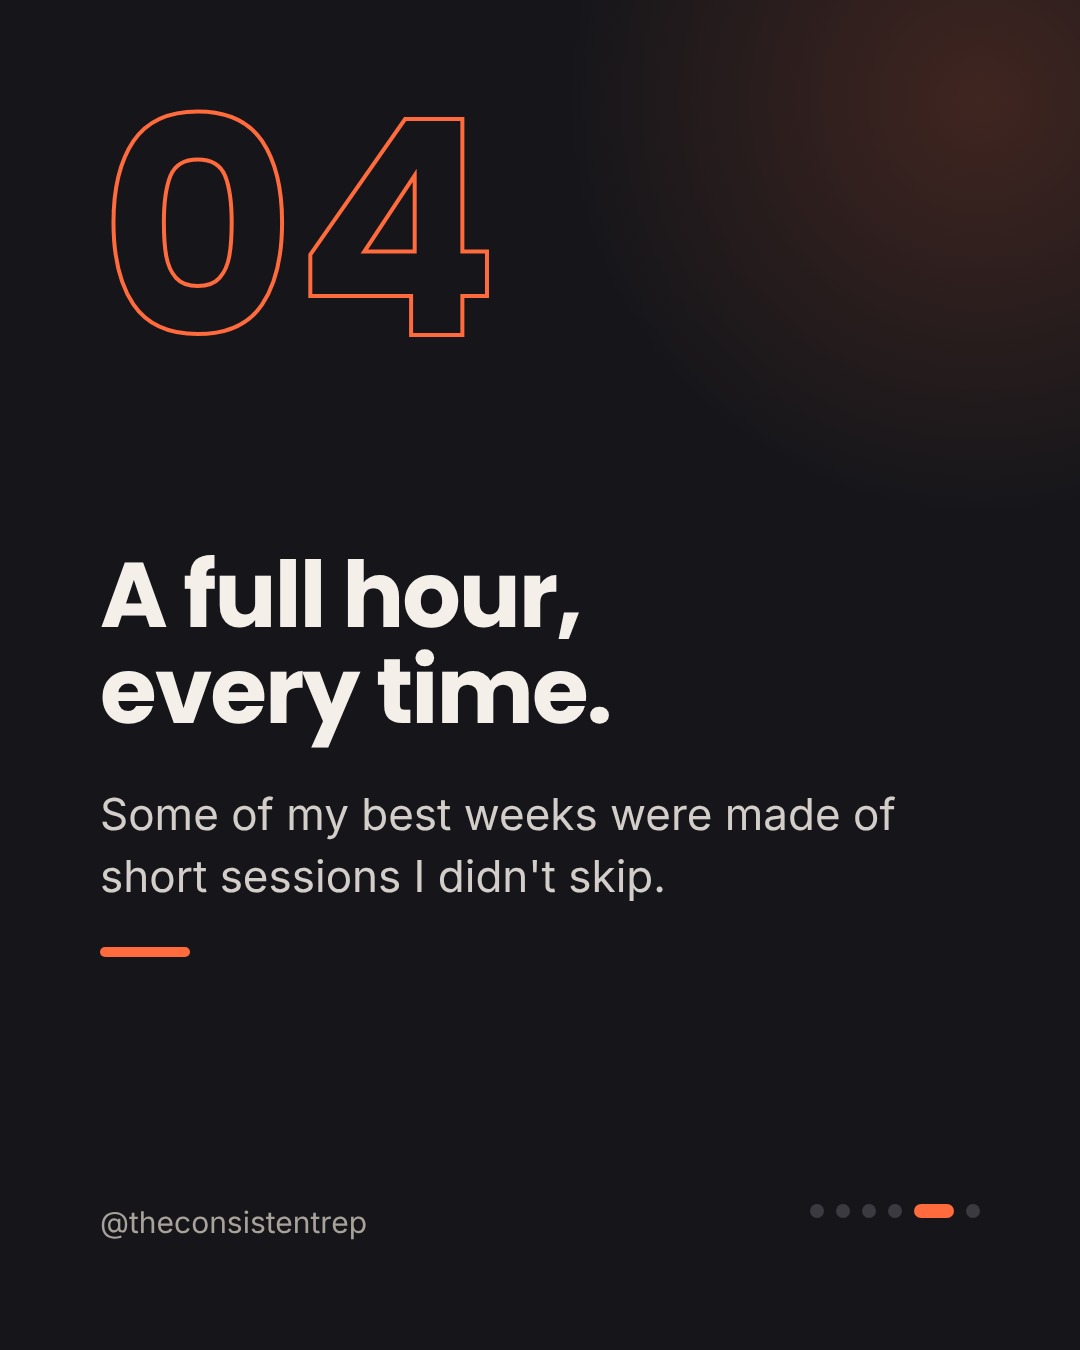 04
A full hour,
every time.
Some of my best weeks were made of
short sessions I didn't skip.
@theconsistentrep